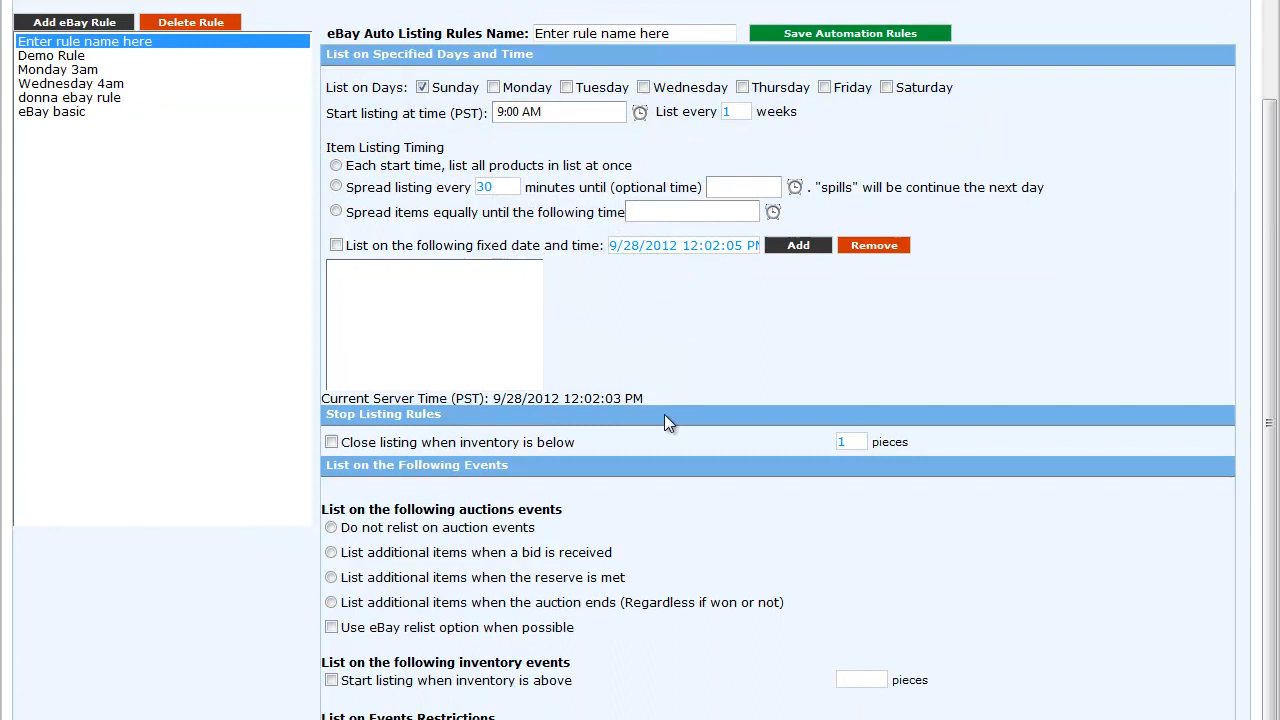 Add eBay Rule Delete Rule
Enter rule name here
Demo Rule
Monday 3am
Wednesday 4am
donna ebay rule
eBay basic
eBay Auto Listing Rules Name: Enter rule name here Save Automation Rules
List on Specified Days and Time
List on Days: Sunday Monday Tuesday Wednesday Thursday Friday Saturday
Start listing at time (PST): 9:00 AM List every 1 weeks
Item Listing Timing
Each start time, list all products in list at once
Spread listing every 30 minutes until (optional time) . "spills" will be continue the next day
Spread items equally until the following time
List on the following fixed date and time: 9/28/2012 12:02:05 PM Add Remove
Current Server Time (PST): 9/28/2012 12:02:03 PM
Stop Listing Rules
Close listing when inventory is below 1 pieces
List on the Following Events
List on the following auctions events
Do not relist on auction events
List additional items when a bid is received
List additional items when the reserve is met
List additional items when the auction ends (Regardless if won or not)
Use eBay relist option when possible
List on the following inventory events
Start listing when inventory is above pieces
List on Events Restrictions